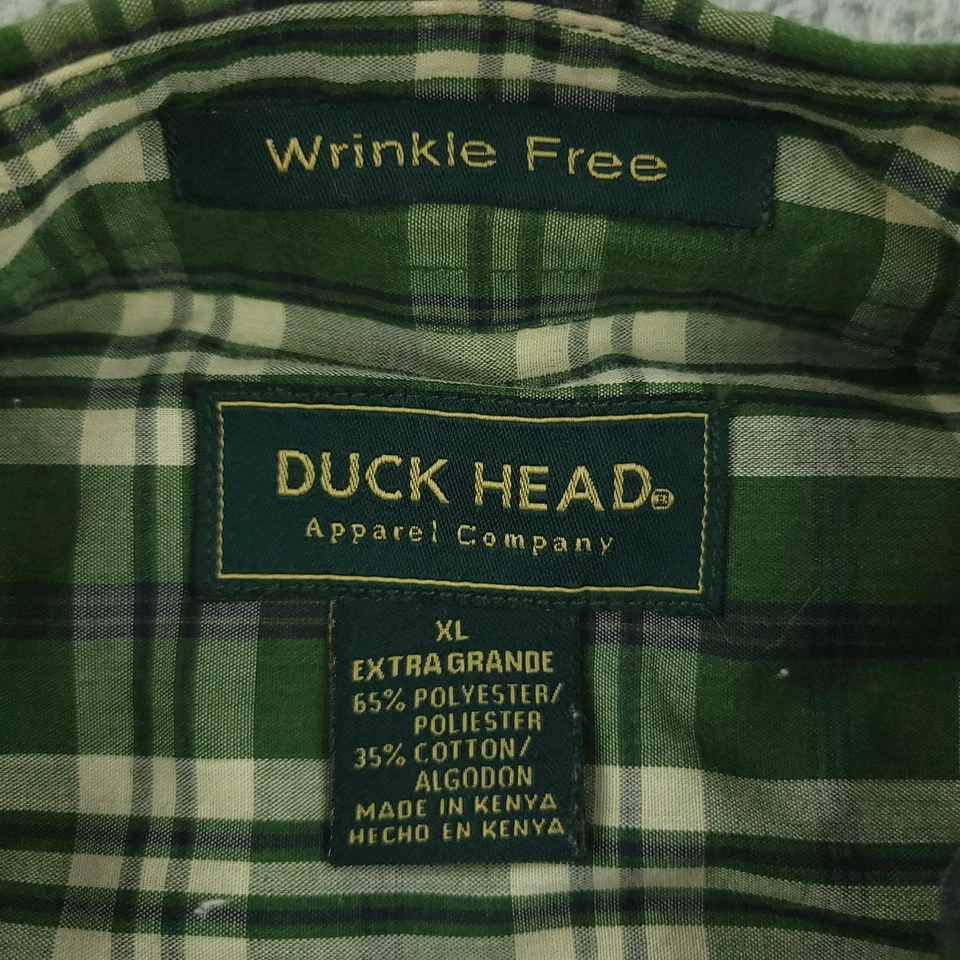 Wrinkle Free
DUCK HEAD®
Apparel Company
XL
EXTRA GRANDE
65% POLYESTER/
POLIESTER
35% COTTON/
ALGODON
MADE IN KENYA
HECHO EN KENYA